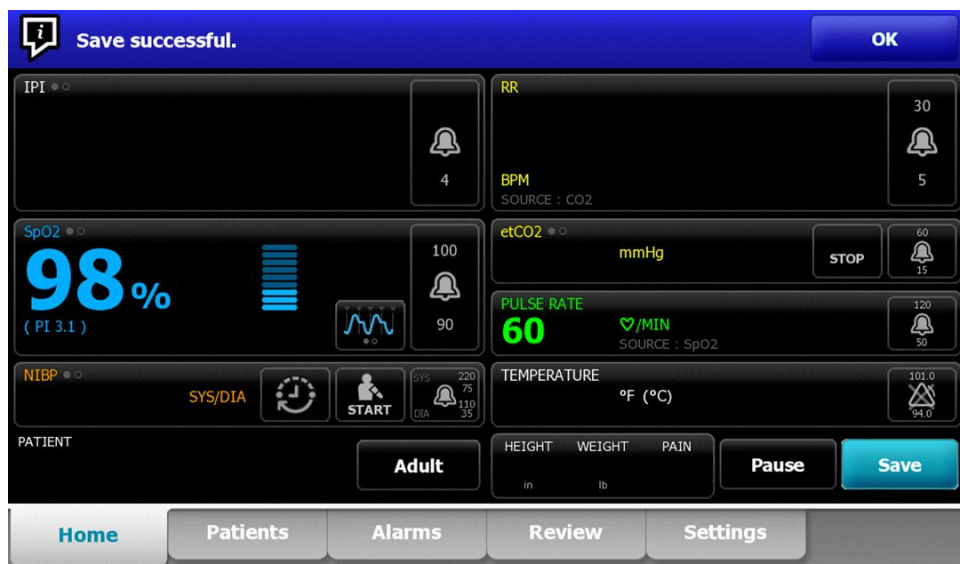 Save successful.
OK
IPI
4
RR
30
5
BPM
SOURCE : CO2
SpO2
98%
( PI 3.1 )
100
90
etCO2
mmHg
STOP
60
15
PULSE RATE
60
♡/MIN
SOURCE : SpO2
120
50
NIBP
SYS/DIA
START
SYS 220
75
110
DIA 35
TEMPERATURE
°F (°C)
101.0
94.0
PATIENT
Adult
HEIGHT WEIGHT PAIN
in lb
Pause
Save
Home Patients Alarms Review Settings